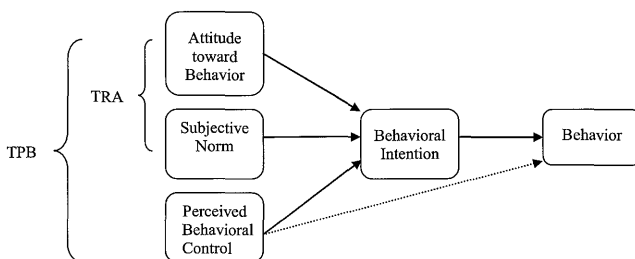 TPB
TRA
Attitude
toward
Behavior
Subjective
Norm
Perceived
Behavioral
Control
Behavioral
Intention
Behavior